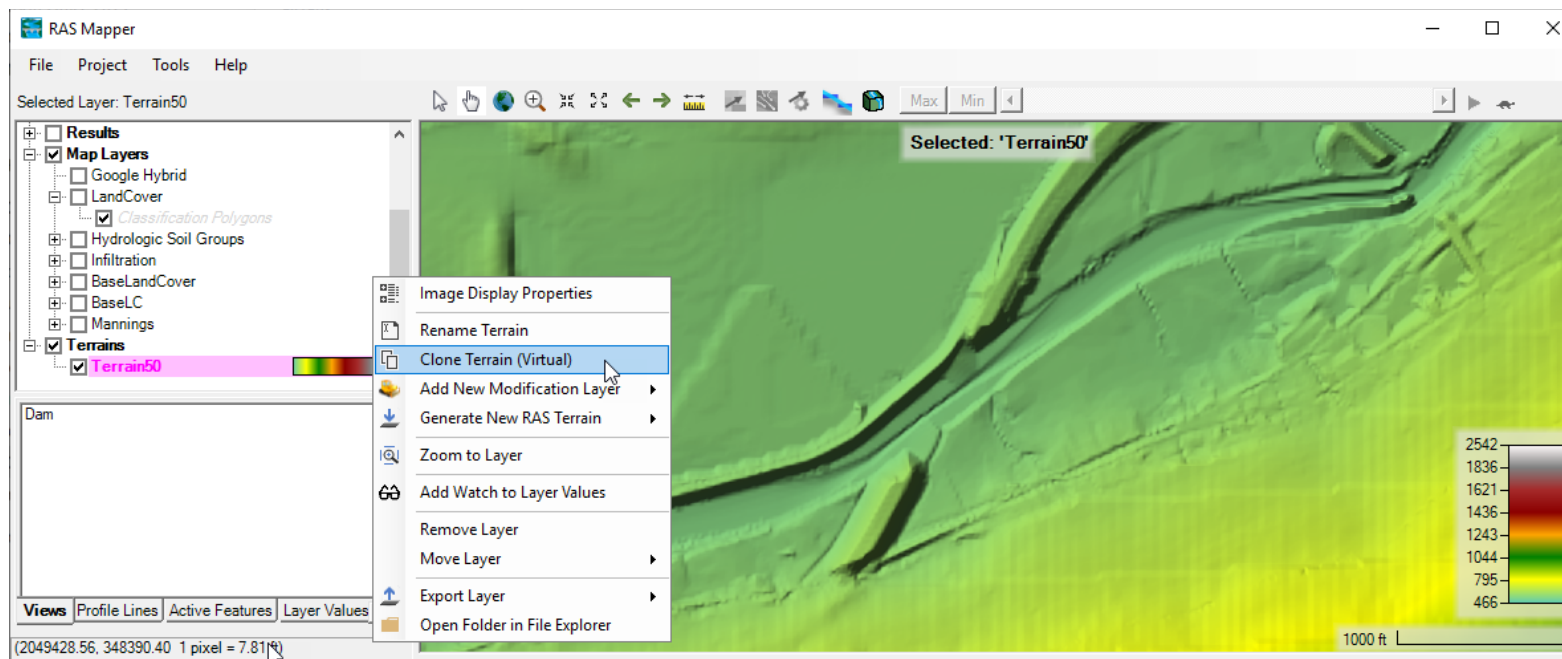 RAS Mapper
File Project Tools Help
Selected Layer: Terrain50
Max Min
Results
Map Layers
Google Hybrid
LandCover
Classification Polygons
Hydrologic Soil Groups
Infiltration
BaseLandCover
BaseLC
Mannings
Terrains
Terrain50
Selected: 'Terrain50'
Image Display Properties
Rename Terrain
Clone Terrain (Virtual)
Add New Modification Layer
Generate New RAS Terrain
Zoom to Layer
Add Watch to Layer Values
Remove Layer
Move Layer
Export Layer
Open Folder in File Explorer
Dam
Views Profile Lines Active Features Layer Values
(2049428.56, 348390.40 1 pixel = 7.81 ft)
2542
1836
1621
1436
1243
1044
795
466
1000 ft